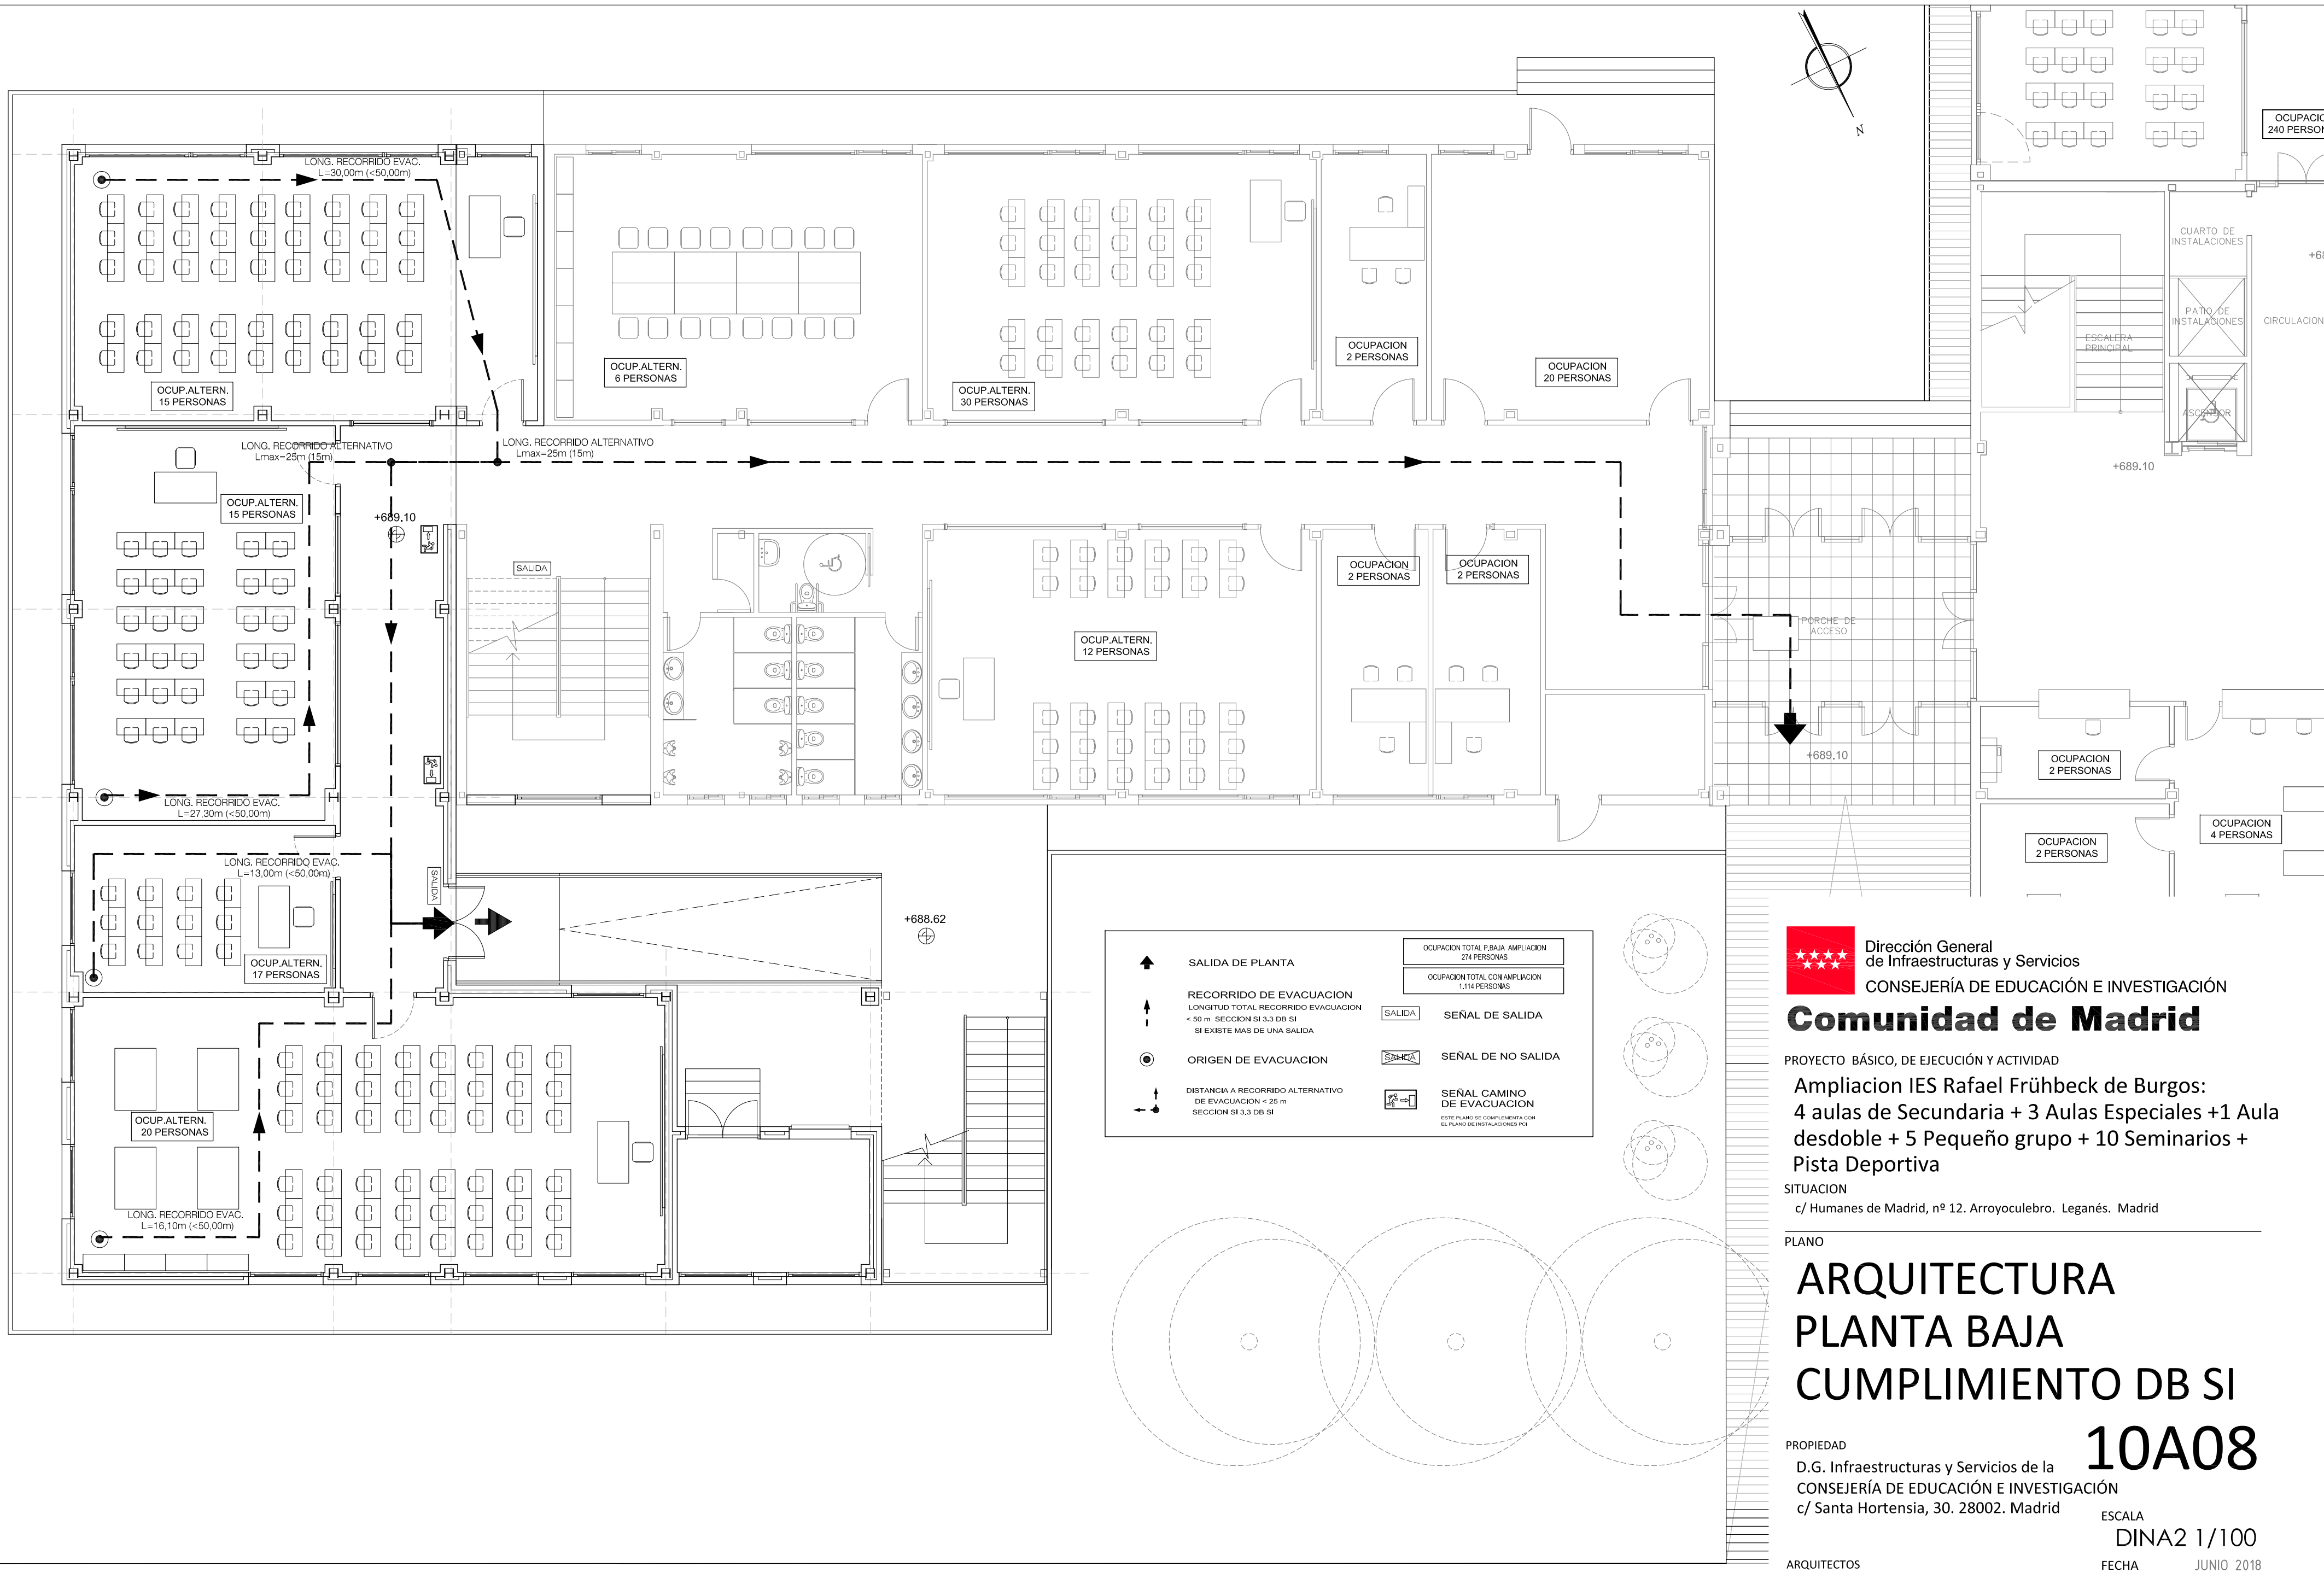 N
OCUPACIO
240 PERSON
LONG. RECORRIDO EVAC.
L=30,00m (<50,00m)
CUARTO DE
INSTALACIONES
+68
PATIO DE
INSTALACIONES
CIRCULACION
ESCALERA
PRINCIPAL
ASCENSOR
OCUPACION
2 PERSONAS
OCUP.ALTERN.
6 PERSONAS
OCUPACION
20 PERSONAS
OCUP.ALTERN.
15 PERSONAS
OCUP.ALTERN.
30 PERSONAS
LONG. RECORRIDO ALTERNATIVO
Lmax=25m (15m)
LONG. RECORRIDO ALTERNATIVO
Lmax=25m (15m)
+689.10
OCUP.ALTERN.
15 PERSONAS
+689.10
SALIDA
OCUPACION
2 PERSONAS
OCUPACION
2 PERSONAS
PORCHE DE
ACCESO
OCUP.ALTERN.
12 PERSONAS
+689.10
OCUPACION
2 PERSONAS
LONG. RECORRIDO EVAC.
L=27,30m (<50,00m)
OCUPACION
4 PERSONAS
OCUPACION
2 PERSONAS
LONG. RECORRIDO EVAC.
L=13,00m (<50,00m)
SALIDA
+688.62
OCUP.ALTERN.
17 PERSONAS
OCUP.ALTERN.
20 PERSONAS
LONG. RECORRIDO EVAC.
L=16,10m (<50,00m)
SALIDA DE PLANTA
RECORRIDO DE EVACUACION
LONGITUD TOTAL RECORRIDO EVACUACION
< 50 m SECCION SI 3.3 DB SI
SI EXISTE MAS DE UNA SALIDA
ORIGEN DE EVACUACION
DISTANCIA A RECORRIDO ALTERNATIVO
DE EVACUACION < 25 m
SECCION SI 3.3 DB SI
OCUPACION TOTAL P.BAJA AMPLIACION
274 PERSONAS
OCUPACION TOTAL CON AMPLIACION
1.114 PERSONAS
SALIDA SEÑAL DE SALIDA
SALIDA SEÑAL DE NO SALIDA
SEÑAL CAMINO
DE EVACUACION
ESTE PLANO SE COMPLEMENTA CON
EL PLANO DE INSTALACIONES PCI
Dirección General
de Infraestructuras y Servicios
CONSEJERÍA DE EDUCACIÓN E INVESTIGACIÓN
Comunidad de Madrid
PROYECTO BÁSICO, DE EJECUCIÓN Y ACTIVIDAD
Ampliacion IES Rafael Frühbeck de Burgos:
4 aulas de Secundaria + 3 Aulas Especiales +1 Aula
desdoble + 5 Pequeño grupo + 10 Seminarios +
Pista Deportiva
SITUACION
c/ Humanes de Madrid, nº 12. Arroyoculebro. Leganés. Madrid
PLANO
ARQUITECTURA
PLANTA BAJA
CUMPLIMIENTO DB SI
10A08
PROPIEDAD
D.G. Infraestructuras y Servicios de la
CONSEJERÍA DE EDUCACIÓN E INVESTIGACIÓN
c/ Santa Hortensia, 30. 28002. Madrid
ESCALA
DINA2 1/100
ARQUITECTOS
FECHA JUNIO 2018